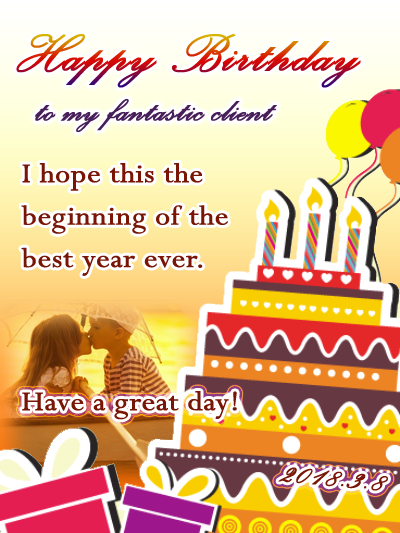 Happy Birthday
to my fantastic client
I hope this the
beginning of the
best year ever.
Have a great day!
2018.3.8